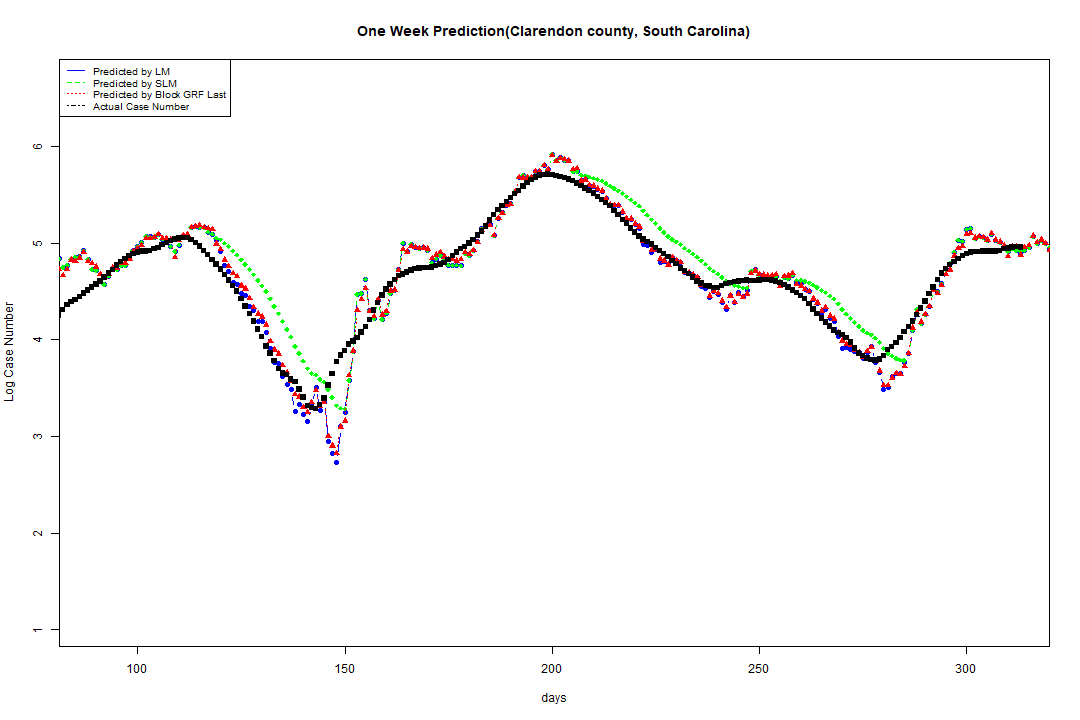 One Week Prediction(Clarendon county, South Carolina)
Predicted by LM
Predicted by SLM
Predicted by Block GRF Last
Actual Case Number
6
5
4
3
2
1
Log Case Number
100
150
200
250
300
days